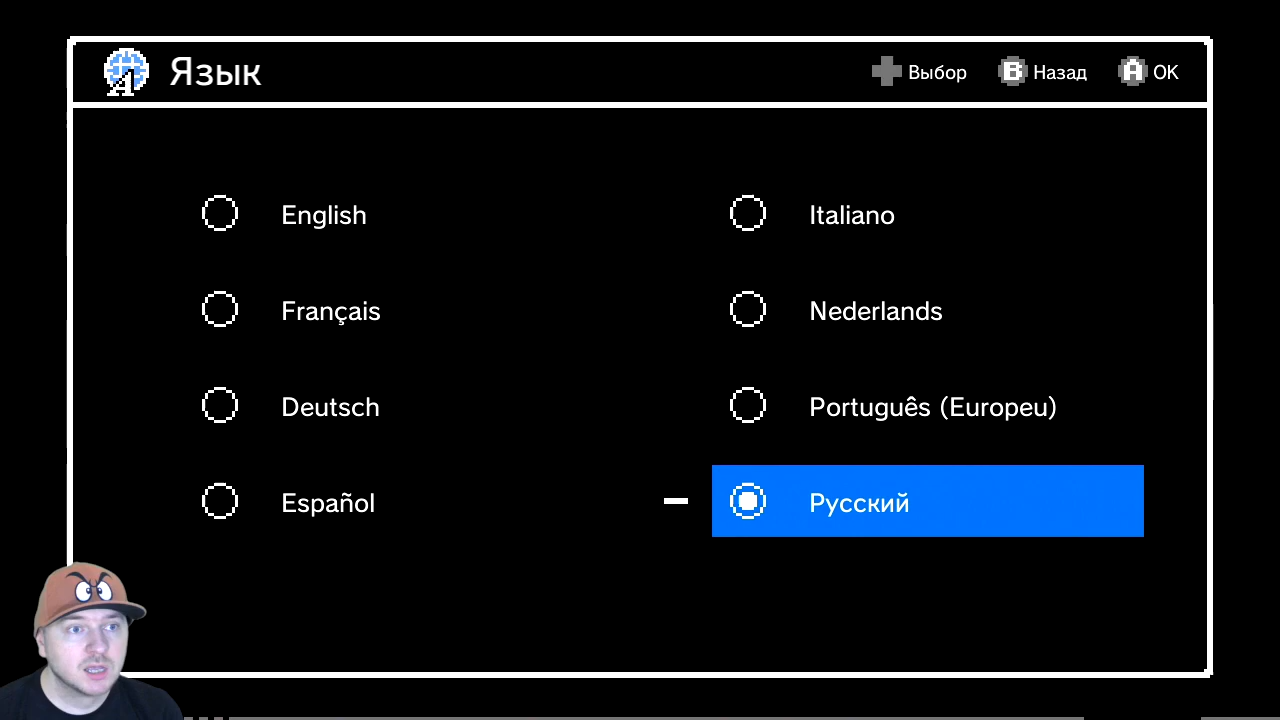 Язык
Выбор B Назад A OK
English
Italiano
Français
Nederlands
Deutsch
Português (Europeu)
Español
Русский